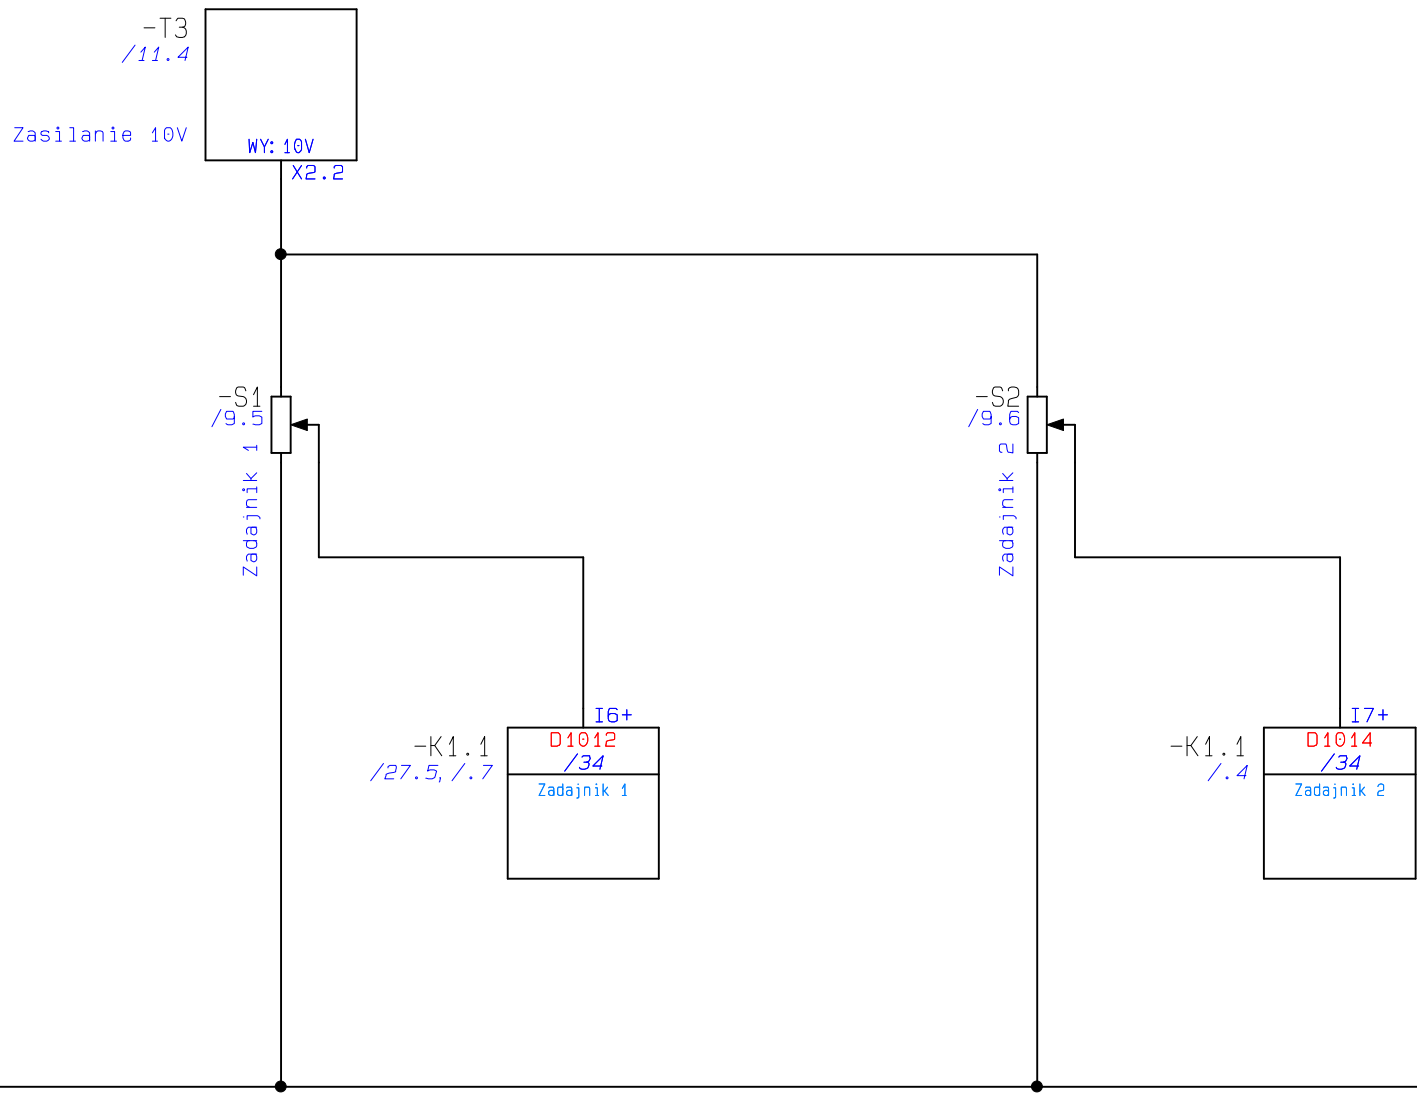 -T3
/11.4
Zasilanie 10V
WY: 10V
X2.2
-S1
/9.5
Zadajnik 1
-S2
/9.6
Zadajnik 2
I6+
-K1.1
/27.5,/.7
D1012
/34
Zadajnik 1
I7+
-K1.1
/.4
D1014
/34
Zadajnik 2